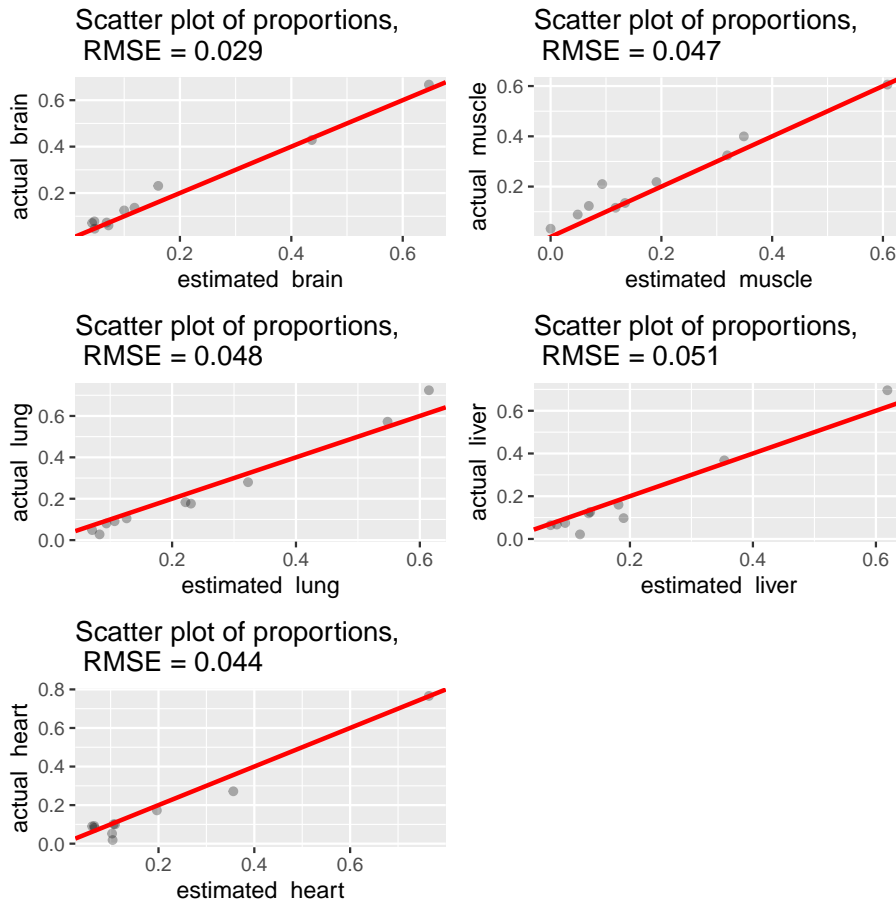 Scatter plot of proportions,
RMSE = 0.029
0.6
0.4
0.2
actual brain
0.2 0.4 0.6
estimated brain
Scatter plot of proportions,
RMSE = 0.047
0.6
0.4
0.2
actual muscle
0.0 0.2 0.4 0.6
estimated muscle
Scatter plot of proportions,
RMSE = 0.048
0.6
0.4
0.2
0.0
actual lung
0.2 0.4 0.6
estimated lung
Scatter plot of proportions,
RMSE = 0.051
0.6
0.4
0.2
0.0
actual liver
0.2 0.4 0.6
estimated liver
Scatter plot of proportions,
RMSE = 0.044
0.8
0.6
0.4
0.2
0.0
actual heart
0.2 0.4 0.6
estimated heart